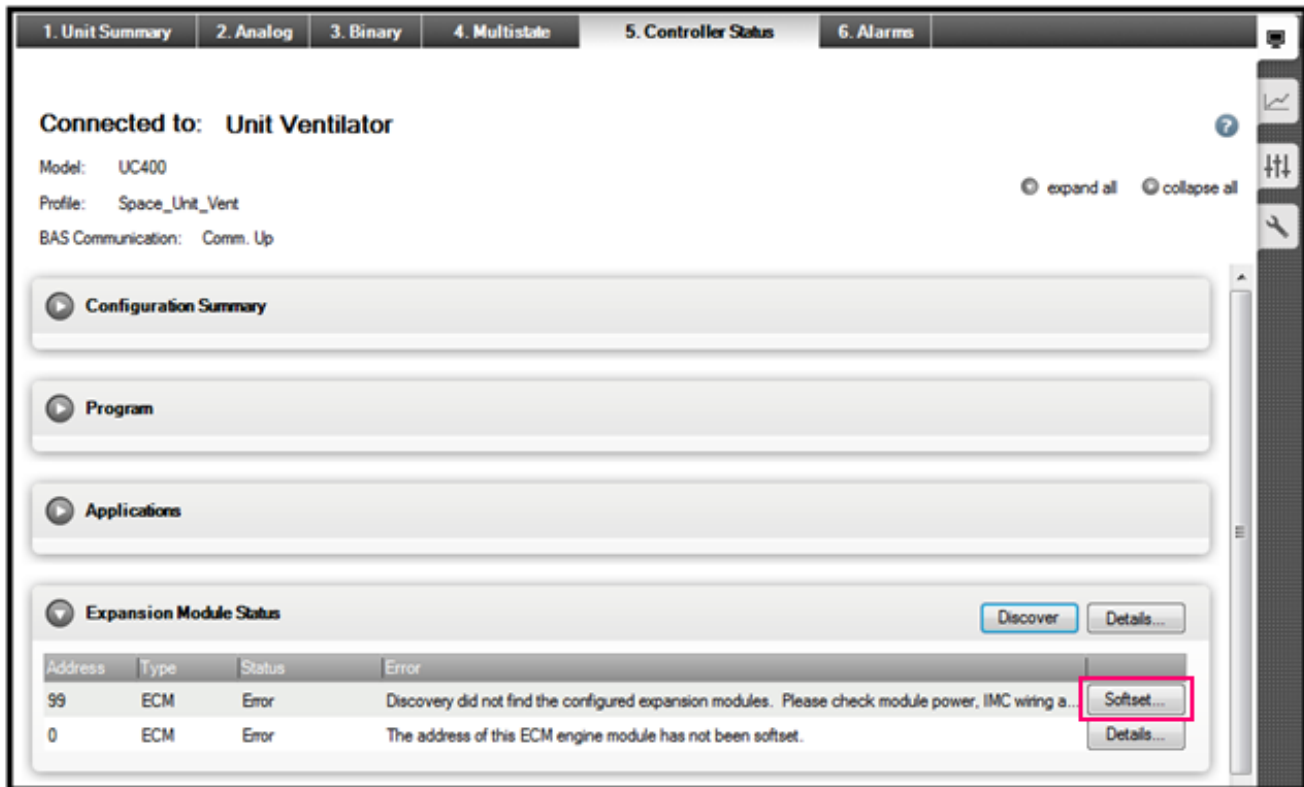 1. Unit Summary 2. Analog 3. Binary 4. Multistate 5. Controller Status 6. Alarms
Connected to: Unit Ventilator
Model: UC400
expand all collapse all
Profile: Space_Unit_Vent
BAS Communication: Comm. Up
Configuration Summary
Program
Applications
Expansion Module Status Discover Details...
Address Type Status Error
99 ECM Error Discovery did not find the configured expansion modules. Please check module power, IMC wiring a... Softset...
0 ECM Error The address of this ECM engine module has not been softset. Details...